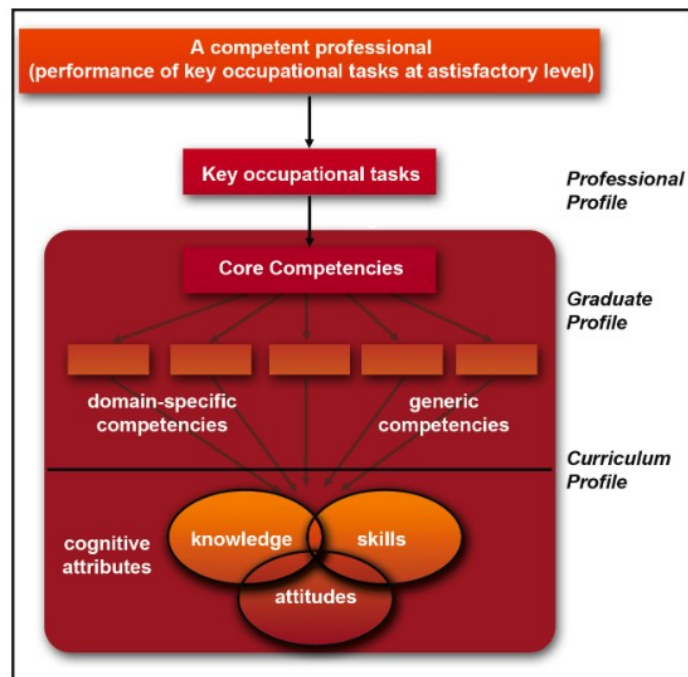 A competent professional
(performance of key occupational tasks at astisfactory level)
Key occupational tasks
Professional
Profile
Core Competencies
Graduate
Profile
domain-specific
competencies
generic
competencies
Curriculum
Profile
cognitive
attributes
knowledge
skills
attitudes